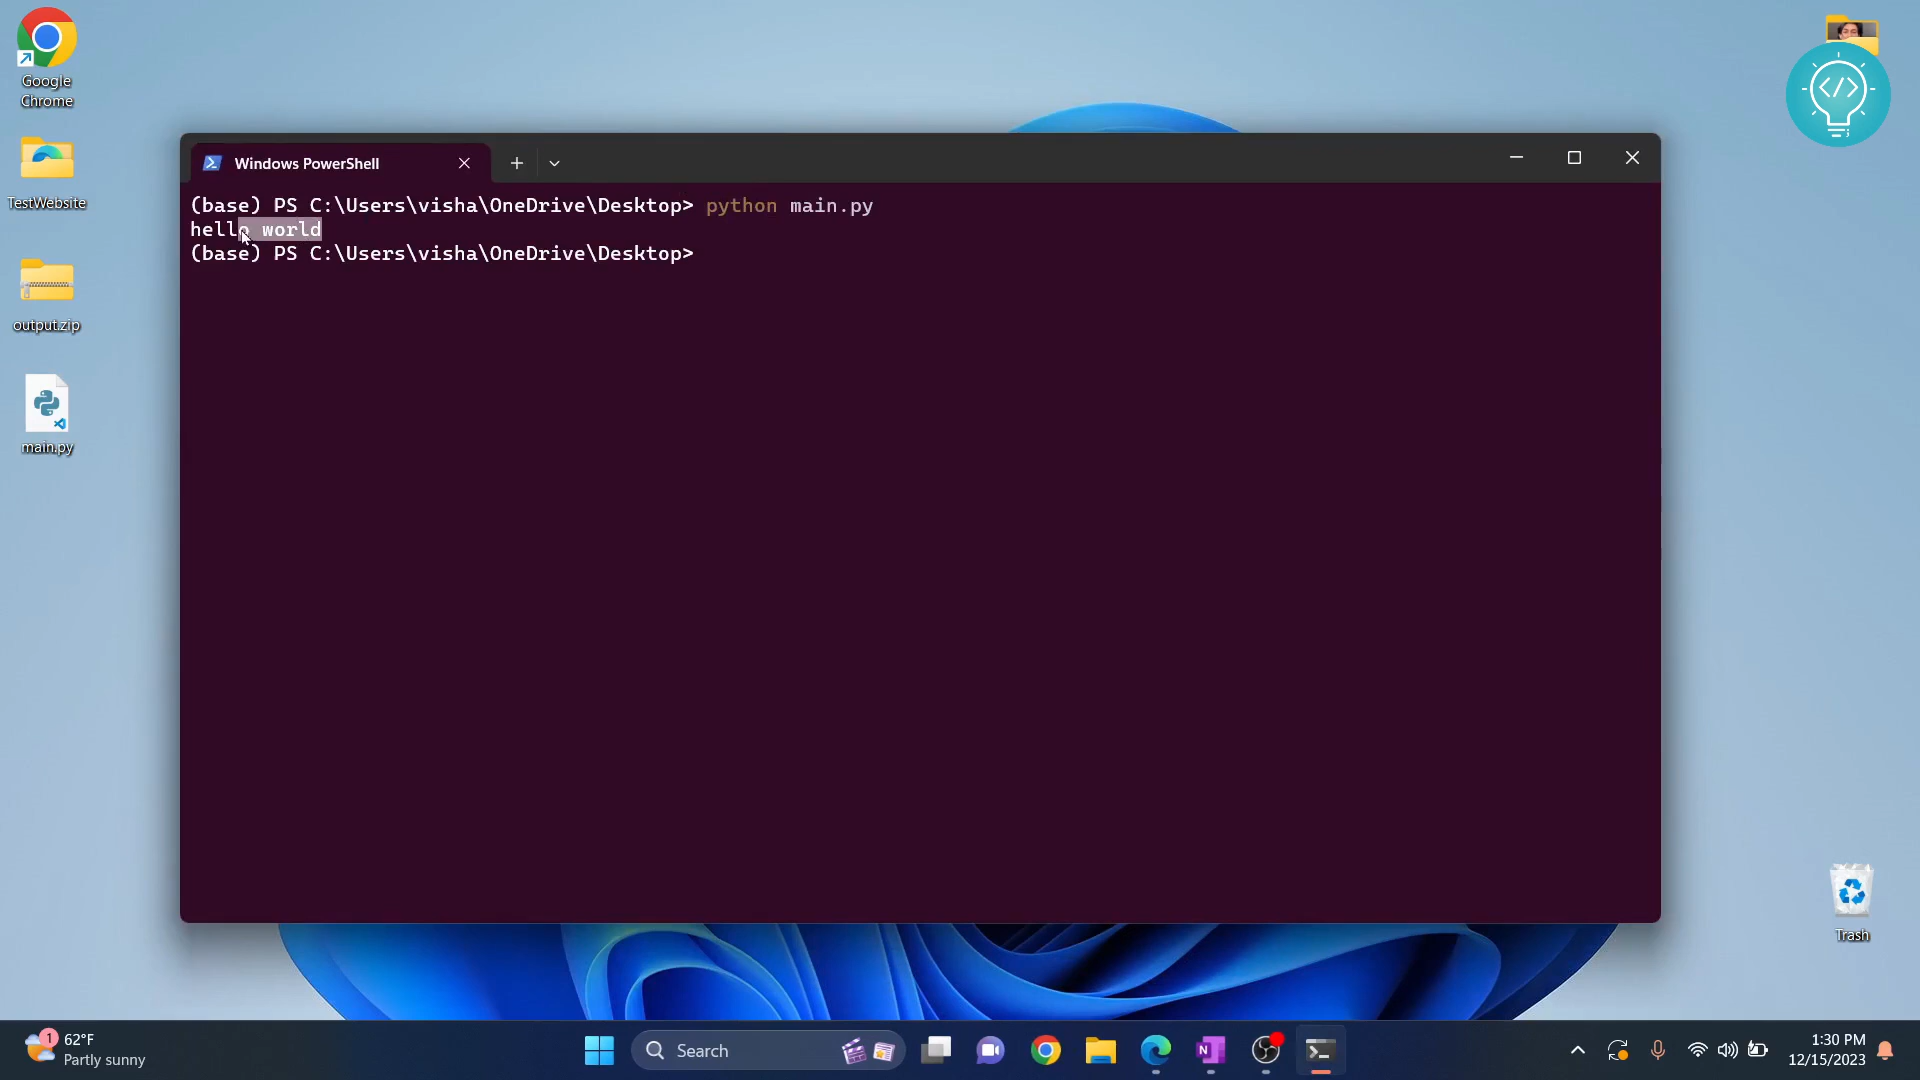 Google
Chrome
TestWebsite
output.zip
main.py
Windows PowerShell
(base) PS C:\Users\visha\OneDrive\Desktop> python main.py
hello world
(base) PS C:\Users\visha\OneDrive\Desktop>
</>
Trash
1
62°F
Partly sunny
Search
N
1:30 PM
12/15/2023